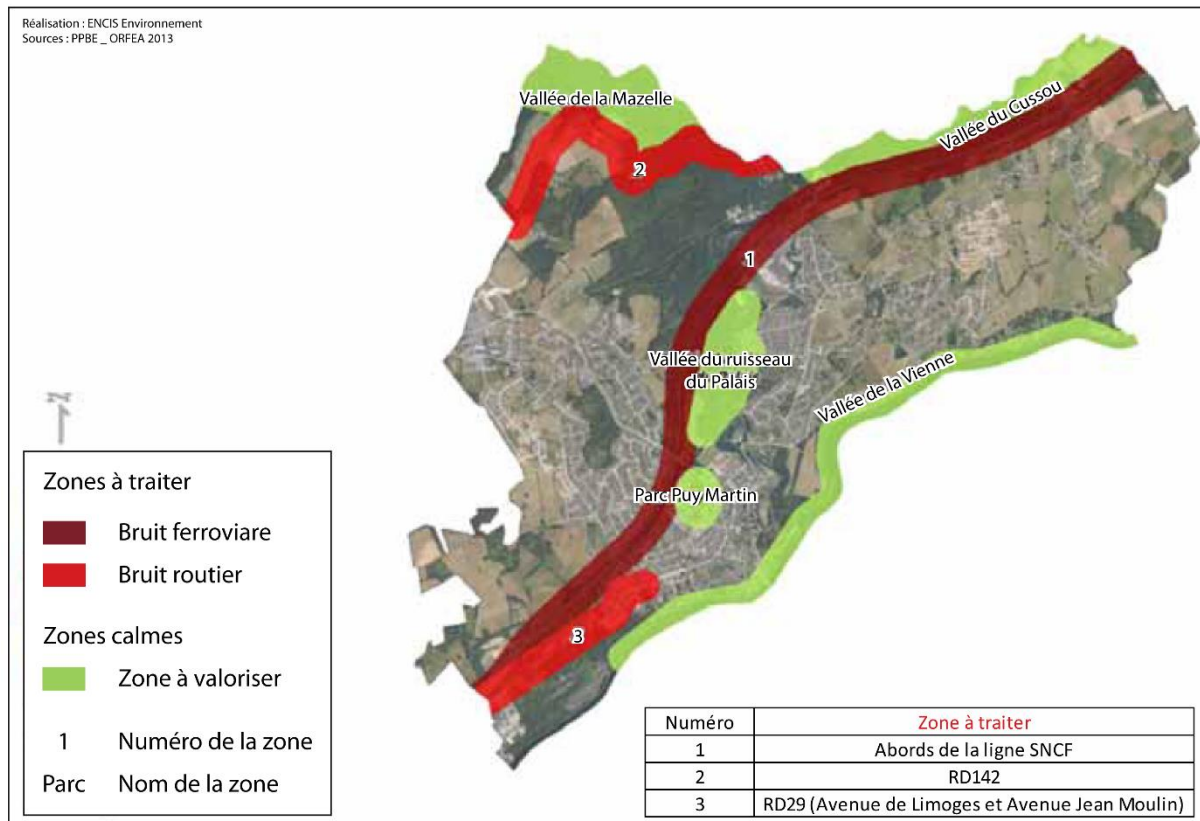 Réalisation : ENCIS Environnement
Sources : PPBE _ ORFEA 2013
Vallée de la Mazelle
Vallée du Cussou
2
1
Vallée du ruisseau
du Palais
Vallée de la Vienne
Parc Puy Martin
3
N
Zones à traiter
Bruit ferroviare
Bruit routier
Zones calmes
Zone à valoriser
1 Numéro de la zone
Parc Nom de la zone
Numéro Zone à traiter
1 Abords de la ligne SNCF
2 RD142
3 RD29 (Avenue de Limoges et Avenue Jean Moulin)